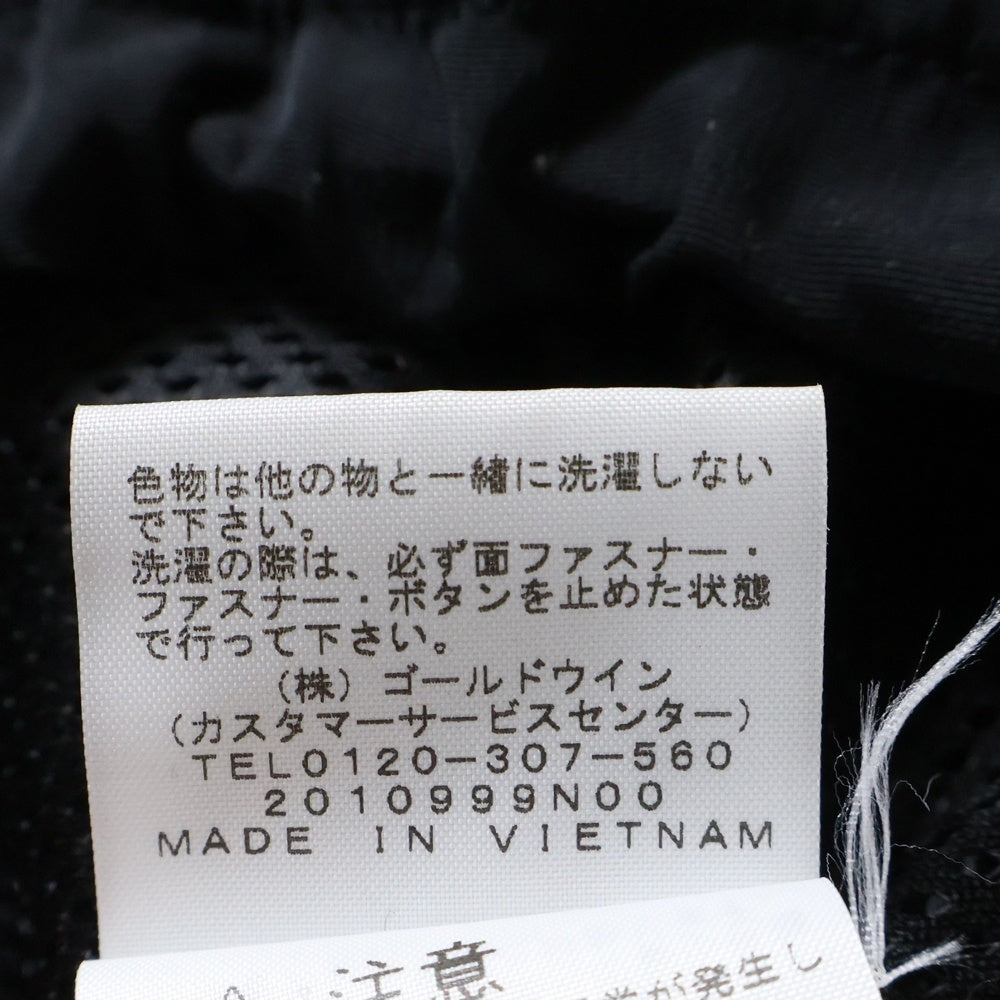 色物は他の物と一緒に洗濯しない
で下さい。
洗濯の際は、必ず面ファスナー・
ファスナー・ボタンを止めた状態
で行って下さい。
(株) ゴールドウイン
(カスタマーサービスセンター)
TEL0120-307-560
2010999N00
MADE IN VIETNAM
注意
が発生し